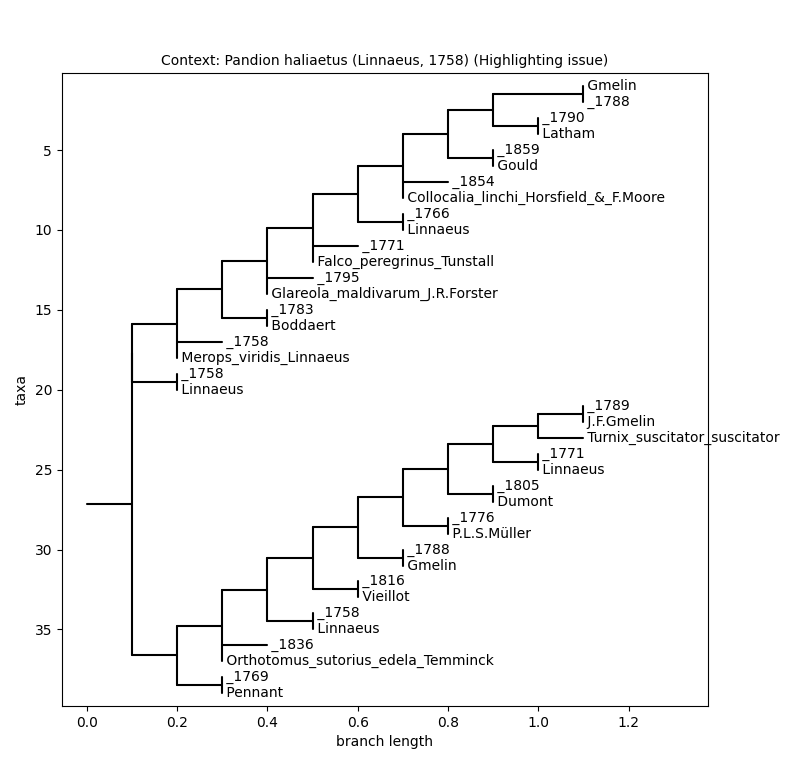 Context: Pandion haliaetus (Linnaeus, 1758) (Highlighting issue)
Gmelin
_1788
_1790
Latham
_1859
Gould
_1854
Collocalia_linchi_Horsfield_&_F.Moore
_1766
Linnaeus
_1771
Falco_peregrinus_Tunstall
_1795
Glareola_maldivarum_J.R.Forster
_1783
Boddaert
_1758
Merops_viridis_Linnaeus
_1758
Linnaeus
_1789
J.F.Gmelin
Turnix_suscitator_suscitator
_1771
Linnaeus
_1805
Dumont
_1776
P.L.S.Müller
_1788
Gmelin
_1816
Vieillot
_1758
Linnaeus
_1836
Orthotomus_sutorius_edela_Temminck
_1769
Pennant
5
10
15
20
25
30
35
taxa
0.0 0.2 0.4 0.6 0.8 1.0 1.2
branch length